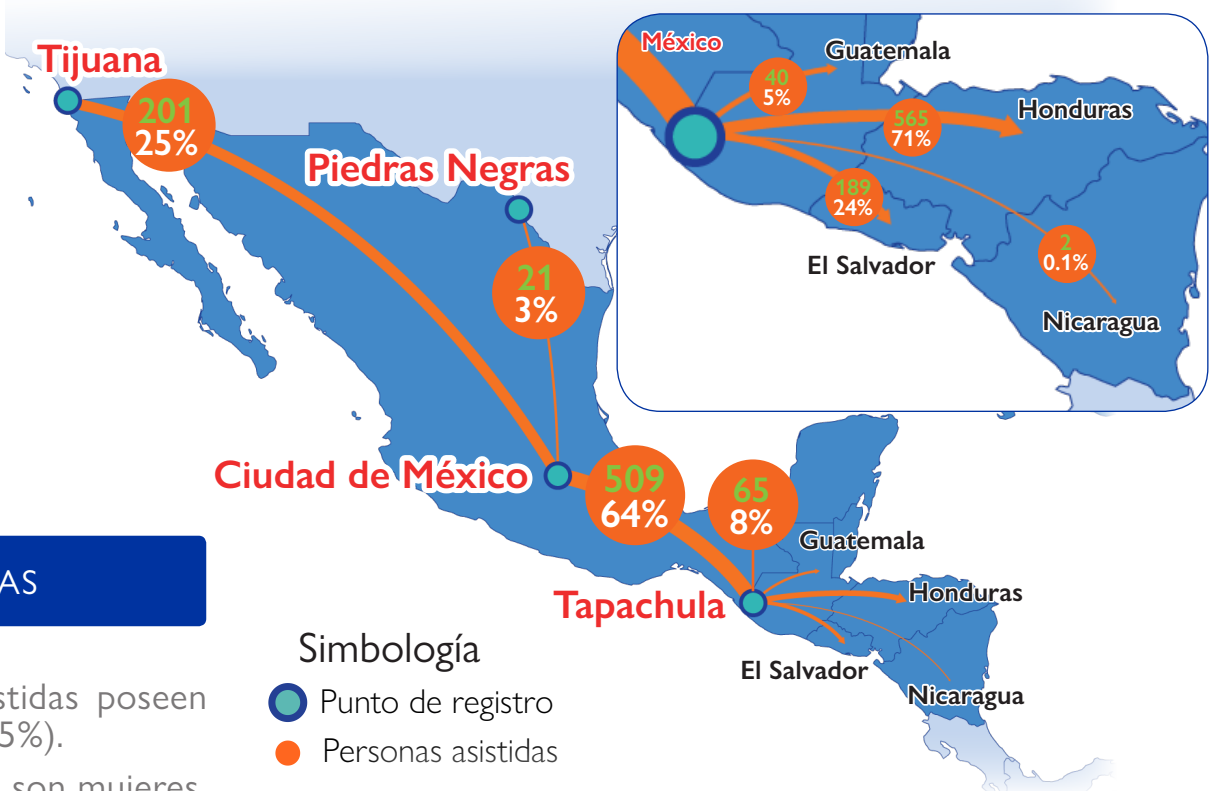 Tijuana
201
25%
Piedras Negras
21
3%
Ciudad de México
509
64%
65
8%
Tapachula
Guatemala
Honduras
El Salvador
Nicaragua
México
Guatemala
40
5%
Honduras
565
71%
189
24%
El Salvador
2
0.1%
Nicaragua
AS
stidas poseen
5%).
son mujeres
Simbología
Punto de registro
Personas asistidas